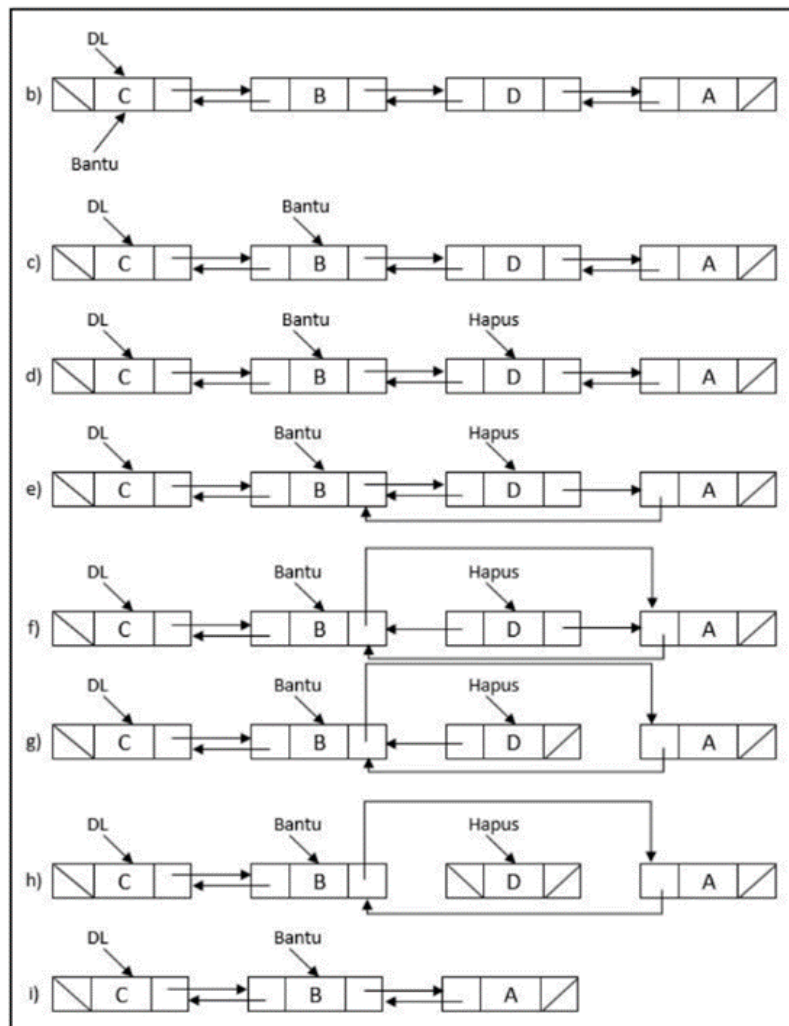 DL
b) C B D A
Bantu
DL Bantu
c) C B D A
DL Bantu Hapus
d) C B D A
DL Bantu Hapus
e) C B D A
DL Bantu Hapus
f) C B D A
DL Bantu Hapus
g) C B D A
DL Bantu Hapus
h) C B D A
DL Bantu
i) C B A